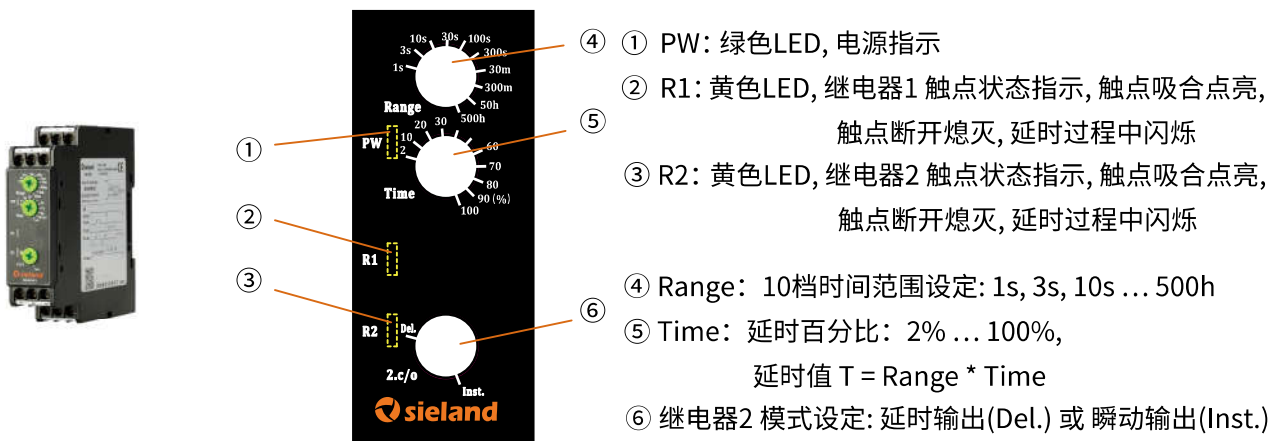 10s
30s
100s
3s
300s
1s
30m
300m
50h
Range
500h
20
30
PW
10
60
2
70
80
Time
90 (%)
100
R1
R2
Del.
2.c/o
Inst.
sieland
①
②
③
④
⑤
⑥
① PW: 绿色LED, 电源指示
② R1: 黄色LED, 继电器1 触点状态指示, 触点吸合点亮,
触点断开熄灭, 延时过程中闪烁
③ R2: 黄色LED, 继电器2 触点状态指示, 触点吸合点亮,
触点断开熄灭, 延时过程中闪烁
④ Range: 10档时间范围设定: 1s, 3s, 10s … 500h
⑤ Time: 延时百分比: 2% … 100%,
延时值 T = Range * Time
⑥ 继电器2 模式设定: 延时输出(Del.) 或 瞬动输出(Inst.)
sieland